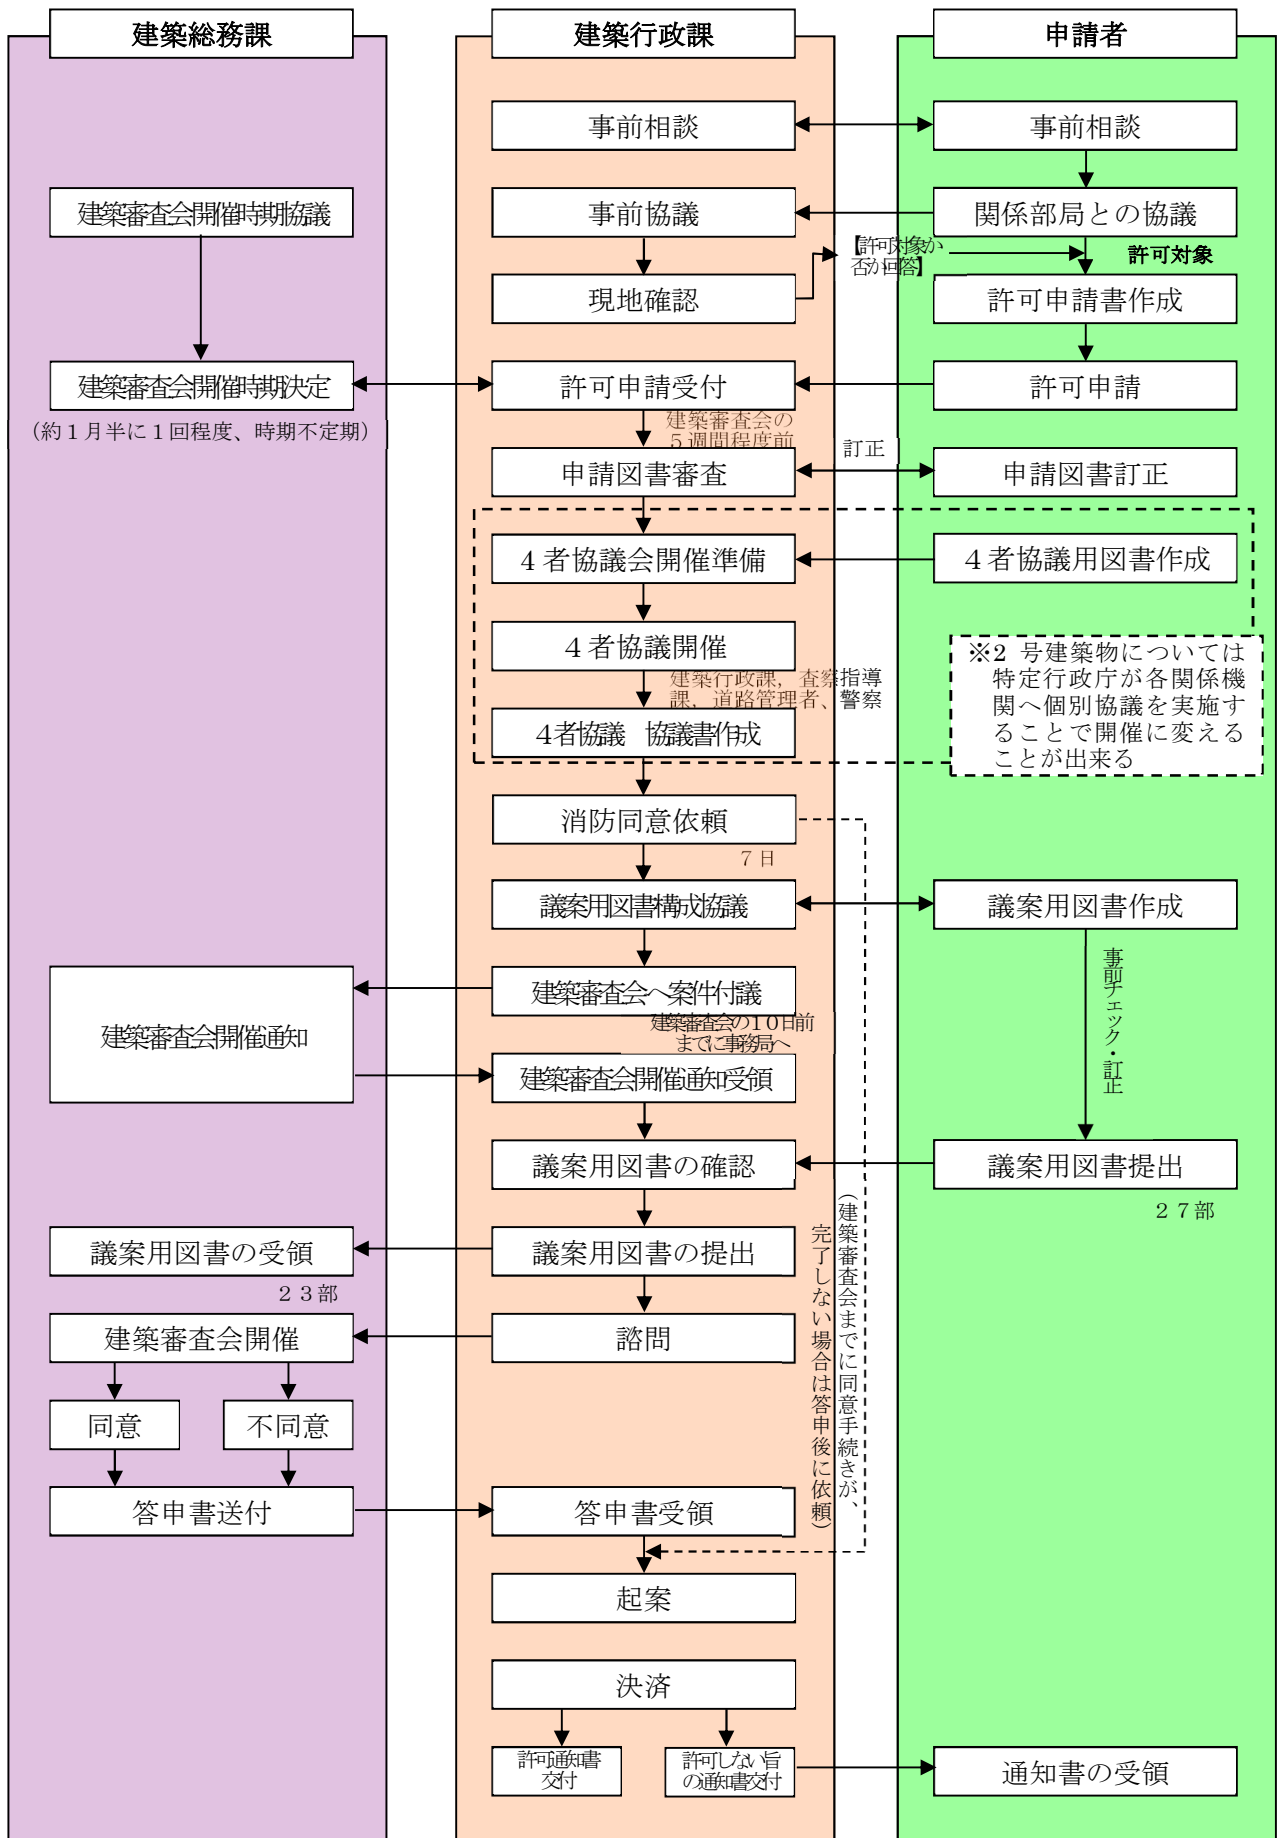 建築総務課
建築行政課
申請者
事前相談
事前相談
建築審査会開催時期協議
事前協議
関係部局との協議
【許可対象か
否か回答】
許可対象
現地確認
許可申請書作成
建築審査会開催時期決定
許可申請受付
許可申請
（約１月半に１回程度、時期不定期）
建築審査会の
５週間程度前
訂正
申請図書審査
申請図書訂正
４者協議会開催準備
４者協議用図書作成
４者協議開催
※2 号建築物については
特定行政庁が各関係機
関へ個別協議を実施す
ることで開催に変える
ことが出来る
建築行政課，査察指導
課，道路管理者、警察
４者協議　協議書作成
消防同意依頼
７日
議案用図書構成協議
議案用図書作成
事前チェック・訂正
建築審査会へ案件付議
建築審査会の１０日前
までに事務局へ
建築審査会開催通知
建築審査会開催通知受領
議案用図書の確認
議案用図書提出
２７部
（建築審査会までに同意手続きが、
完了しない場合は答申後に依頼）
議案用図書の受領
議案用図書の提出
２３部
建築審査会開催
諮問
同意
不同意
答申書送付
答申書受領
起案
決済
許可通知書
交付
許可しない旨
の通知書交付
通知書の受領